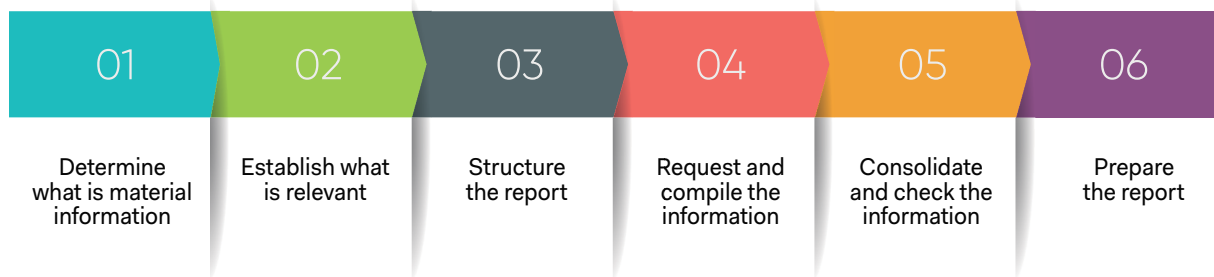 01
02
03
04
05
06
Determine
what is material
information
Establish what
is relevant
Structure
the report
Request and
compile the
information
Consolidate
and check the
information
Prepare
the report